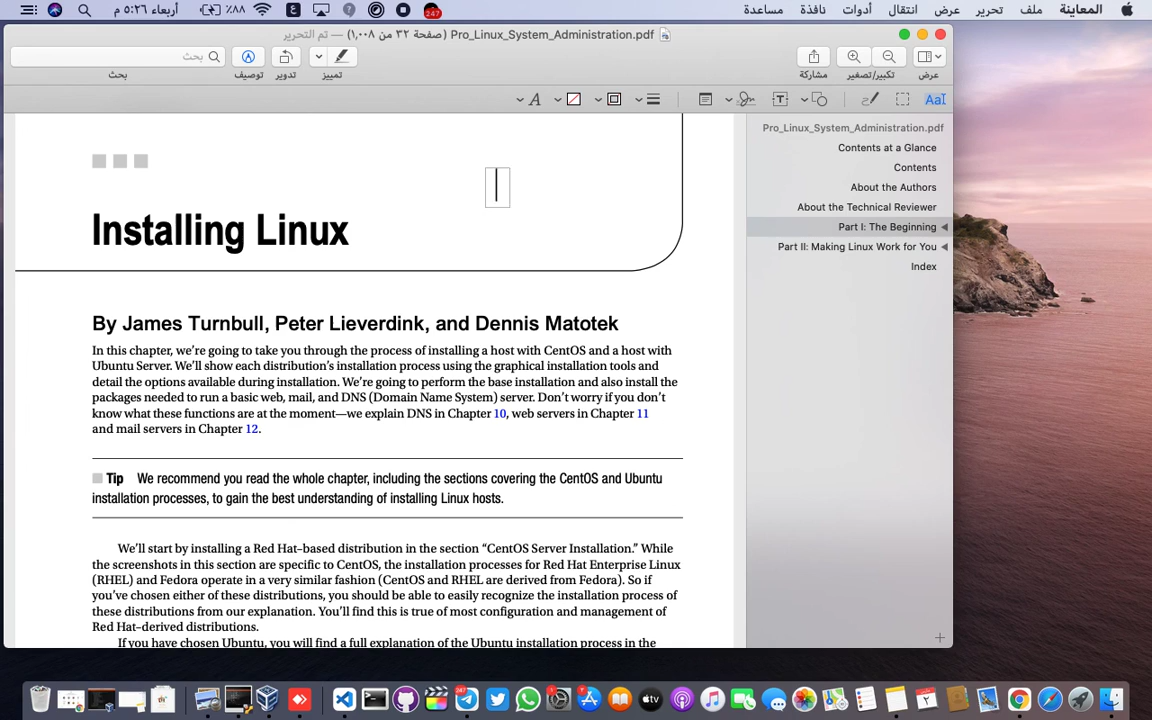 المعاينة ملف تحرير عرض انتقال أدوات نافذة مساعدة
247 ع ٨٨٪ أربعاء ٥:٢٦ م
Pro_Linux_System_Administration.pdf (صفحة ٣٢ من ١,٠٠٨) — تم التحرير
بحث
عرض تكبير/تصغير مشاركة تمييز تدوير توصيف بحث
AaI T A
Pro_Linux_System_Administration.pdf
Contents at a Glance
Contents
About the Authors
About the Technical Reviewer
Part I: The Beginning
Part II: Making Linux Work for You
Index
Installing Linux
By James Turnbull, Peter Lieverdink, and Dennis Matotek
In this chapter, we’re going to take you through the process of installing a host with CentOS and a host with
Ubuntu Server. We’ll show each distribution’s installation process using the graphical installation tools and
detail the options available during installation. We’re going to perform the base installation and also install the
packages needed to run a basic web, mail, and DNS (Domain Name System) server. Don’t worry if you don’t
know what these functions are at the moment—we explain DNS in Chapter 10, web servers in Chapter 11
and mail servers in Chapter 12.
Tip We recommend you read the whole chapter, including the sections covering the CentOS and Ubuntu
installation processes, to gain the best understanding of installing Linux hosts.
We’ll start by installing a Red Hat–based distribution in the section “CentOS Server Installation.” While
the screenshots in this section are specific to CentOS, the installation processes for Red Hat Enterprise Linux
(RHEL) and Fedora operate in a very similar fashion (CentOS and RHEL are derived from Fedora). So if
you’ve chosen either of these distributions, you should be able to easily recognize the installation process of
these distributions from our explanation. You’ll find this is true of most configuration and management of
Red Hat–derived distributions.
If you have chosen Ubuntu, you will find a full explanation of the Ubuntu installation process in the
247 tv ٢